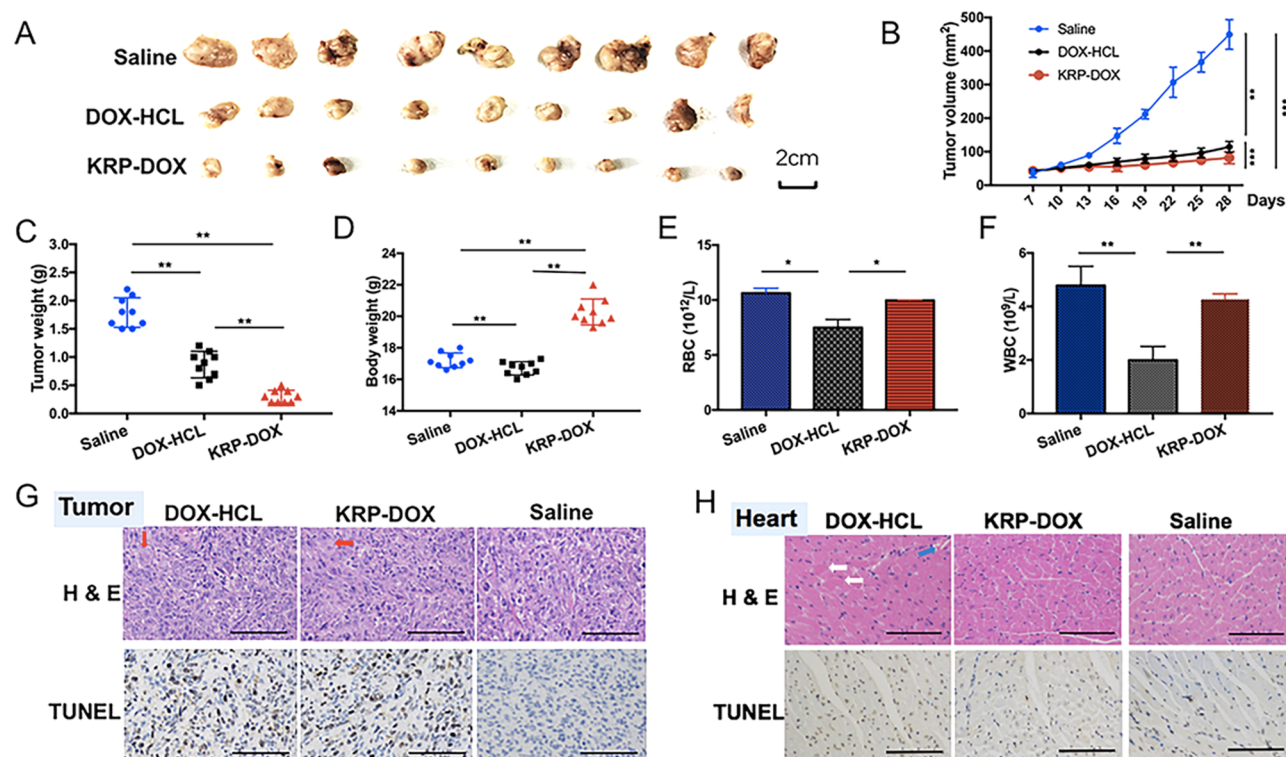 A
Saline
DOX-HCL
KRP-DOX
2cm
B
Tumor volume (mm²)
500
400
300
200
100
0
Saline
DOX-HCL
KRP-DOX
**
***
***
7 10 13 16 19 22 25 28 Days
C
Tumor weight (g)
3.0
2.5
2.0
1.5
1.0
0.5
0.0
**
**
**
Saline DOX-HCL KRP-DOX
D
Body weight (g)
24
22
20
18
16
14
**
**
**
Saline DOX-HCL KRP-DOX
E
RBC (10¹²/L)
15
10
5
0
* *
Saline DOX-HCL KRP-DOX
F
WBC (10⁹/L)
6
4
2
0
** **
Saline DOX-HCL KRP-DOX
G
Tumor
DOX-HCL KRP-DOX Saline
H & E
TUNEL
H
Heart
DOX-HCL KRP-DOX Saline
H & E
TUNEL